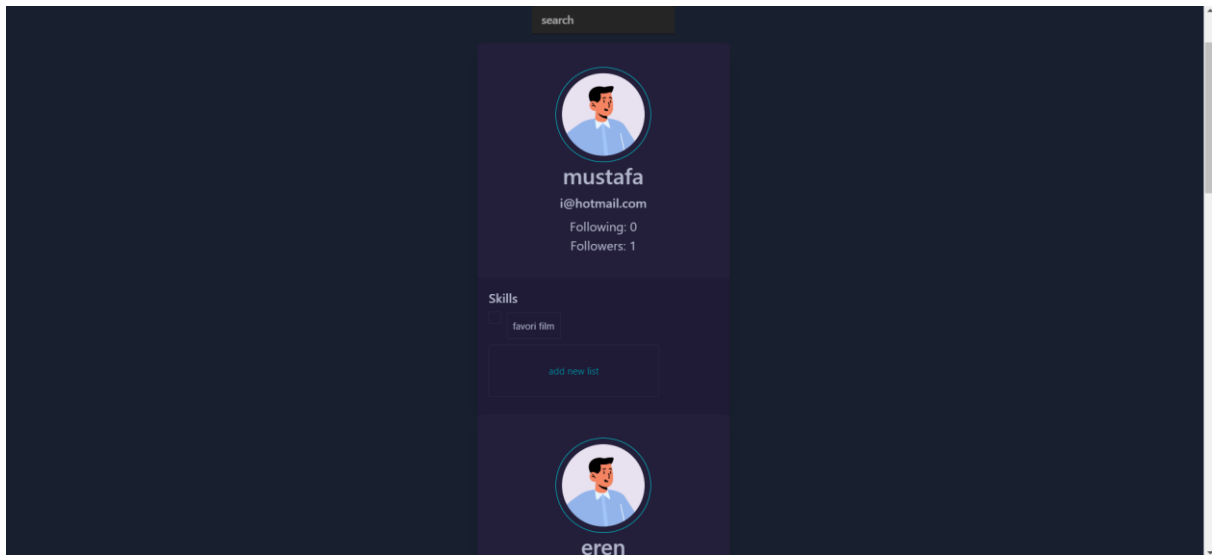 search
mustafa
i@hotmail.com
Following: 0
Followers: 1
Skills
favori film
add new list
eren